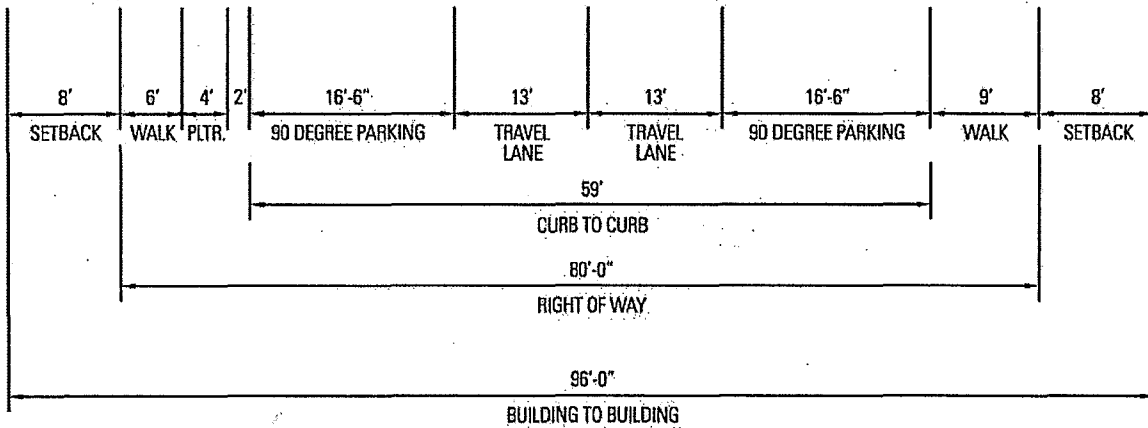 8' 6' 4' 2' 16'-6" 13' 13' 16'-6" 9' 8'
SETBACK WALK PLTR. 90 DEGREE PARKING TRAVEL TRAVEL 90 DEGREE PARKING WALK SETBACK
LANE LANE
59'
CURB TO CURB
80'-0"
RIGHT OF WAY
96'-0"
BUILDING TO BUILDING